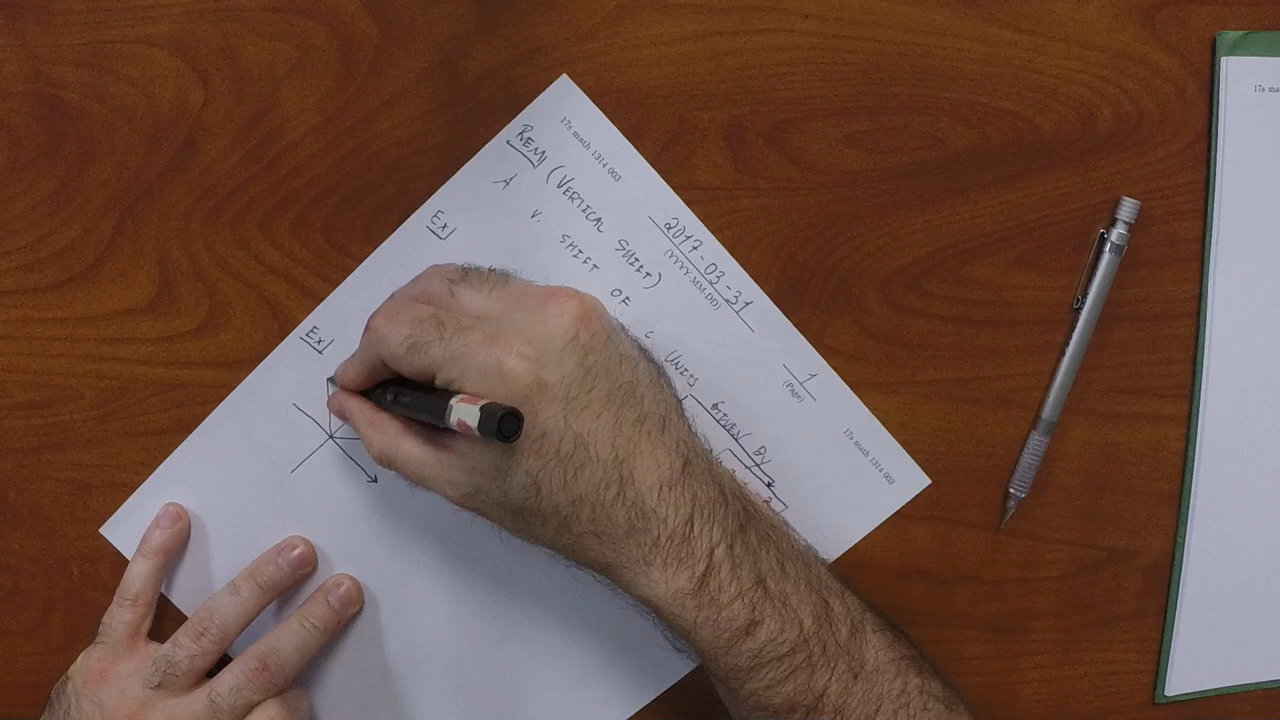 17s math 1314 003
2017-03-31
(YYYY-MM-DD)
1
(Page)
17s math 1314 003
REM (VERTICAL SHIFT)
A V. SHIFT OF c UNITS GIVEN BY
Ex
Ex
17s ma